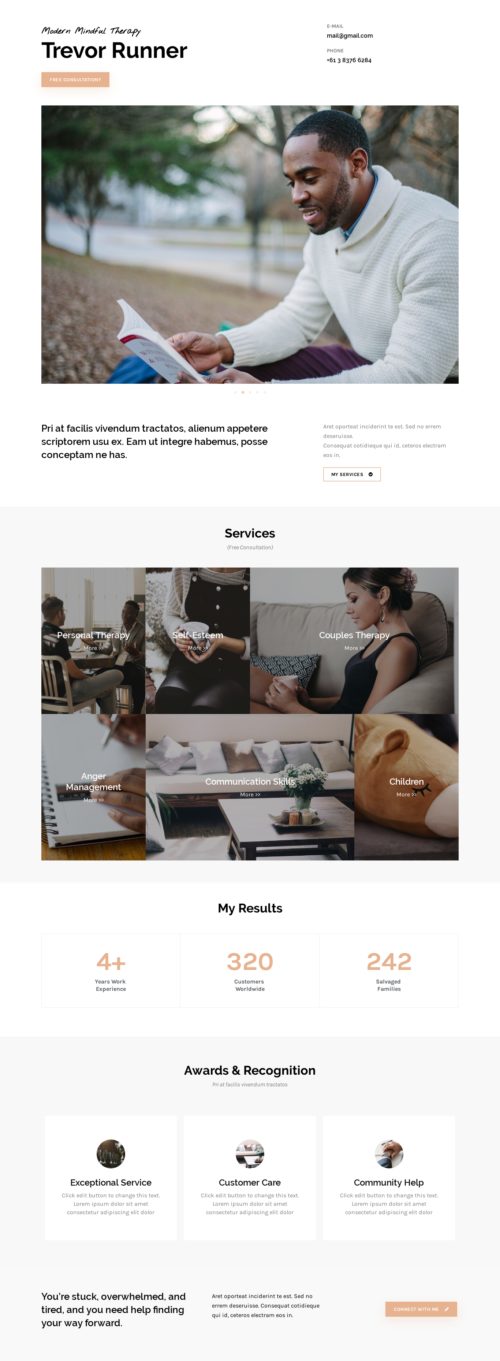 Modern Mindful Therapy
Trevor Runner
FREE CONSULTATION?
E-MAIL
mail@gmail.com
PHONE
+61 3 8376 6284
Pri at facilis vivendum tractatos, alienum appetere
scriptorem usu ex. Eam ut integre habemus, posse
conceptam ne has.
Aret oporteat inciderint te est. Sed no errem
deseruisse.
Consequat cotidieque qui id, ceteros electram
eos in.
MY SERVICES
Services
(Free Consultation)
Personal Therapy
More >>
Self-Esteem
More >>
Couples Therapy
More >>
Anger
Management
More >>
Communication Skills
More >>
Children
More >>
My Results
4+
Years Work
Experience
320
Customers
Worldwide
242
Salvaged
Families
Awards & Recognition
Pri at facilis vivendum tractatos
Exceptional Service
Click edit button to change this text.
Lorem ipsum dolor sit amet
consectetur adipiscing elit dolor
Customer Care
Click edit button to change this text.
Lorem ipsum dolor sit amet
consectetur adipiscing elit dolor
Community Help
Click edit button to change this text.
Lorem ipsum dolor sit amet
consectetur adipiscing elit dolor
You're stuck, overwhelmed, and
tired, and you need help finding
your way forward.
Aret oporteat inciderint te est. Sed no
errem deseruisse. Consequat cotidieque
qui id, ceteros electram eos in.
CONNECT WITH ME